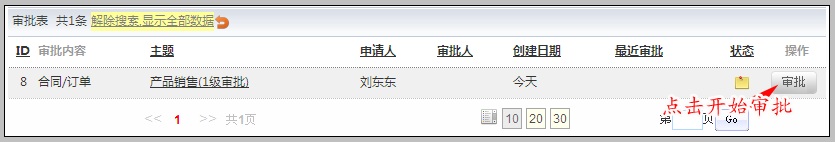 审批表 共1条 解除搜索,显示全部数据
ID 审批内容 主题 申请人 审批人 创建日期 最近审批 状态 操作
8 合同/订单 产品销售(1级审批) 刘东东 今天 审批
点击开始审批
<< 1 >> 共1页 10 20 30 第 页 Go